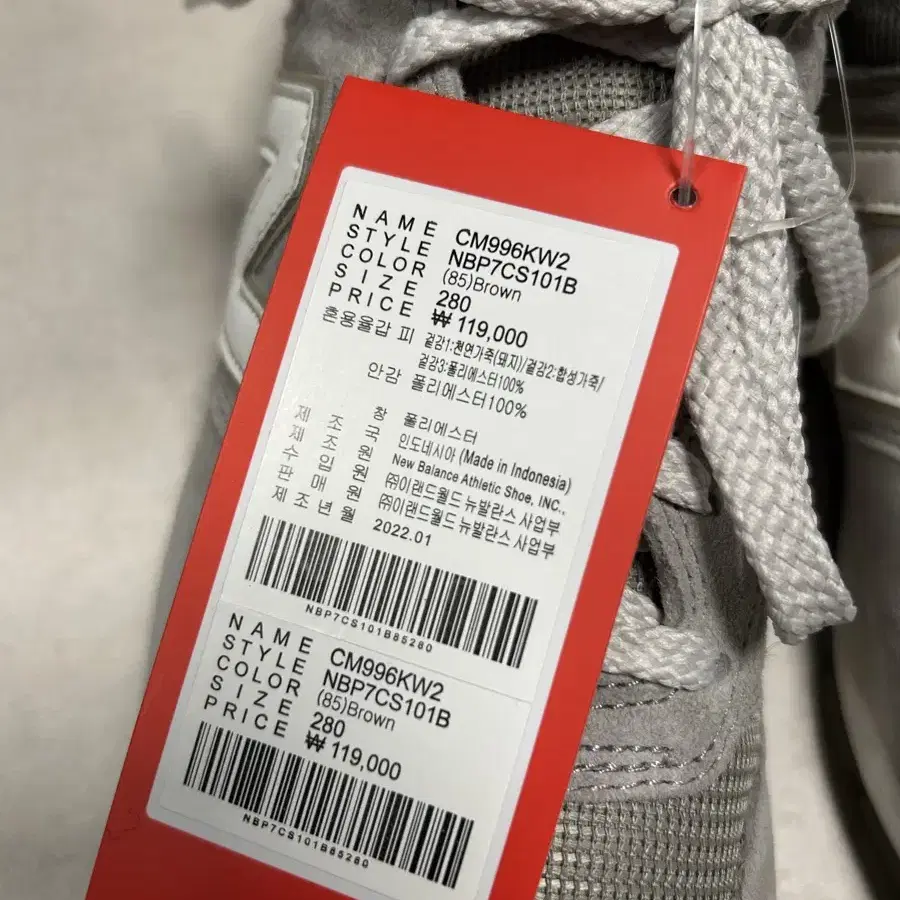 NAME CM996KW2
STYLE NBP7CS101B
COLOR (85)Brown
SIZE 280
PRICE ₩ 119,000
혼용율갑피 겉감1:천연가죽(돼지)/겉감2:합성가죽/
겉감3:폴리에스터100%
안감 폴리에스터100%
창 폴리에스터
제조국 인도네시아 (Made in Indonesia)
제조원 New Balance Athletic Shoe, INC.,
수입원 ㈜이랜드월드 뉴발란스 사업부
판매원 ㈜이랜드월드 뉴발란스 사업부
제조년월 2022.01
NBP7CS101B85280
NAME CM996KW2
STYLE NBP7CS101B
COLOR (85)Brown
SIZE 280
PRICE ₩ 119,000
NBP7CS101B85280